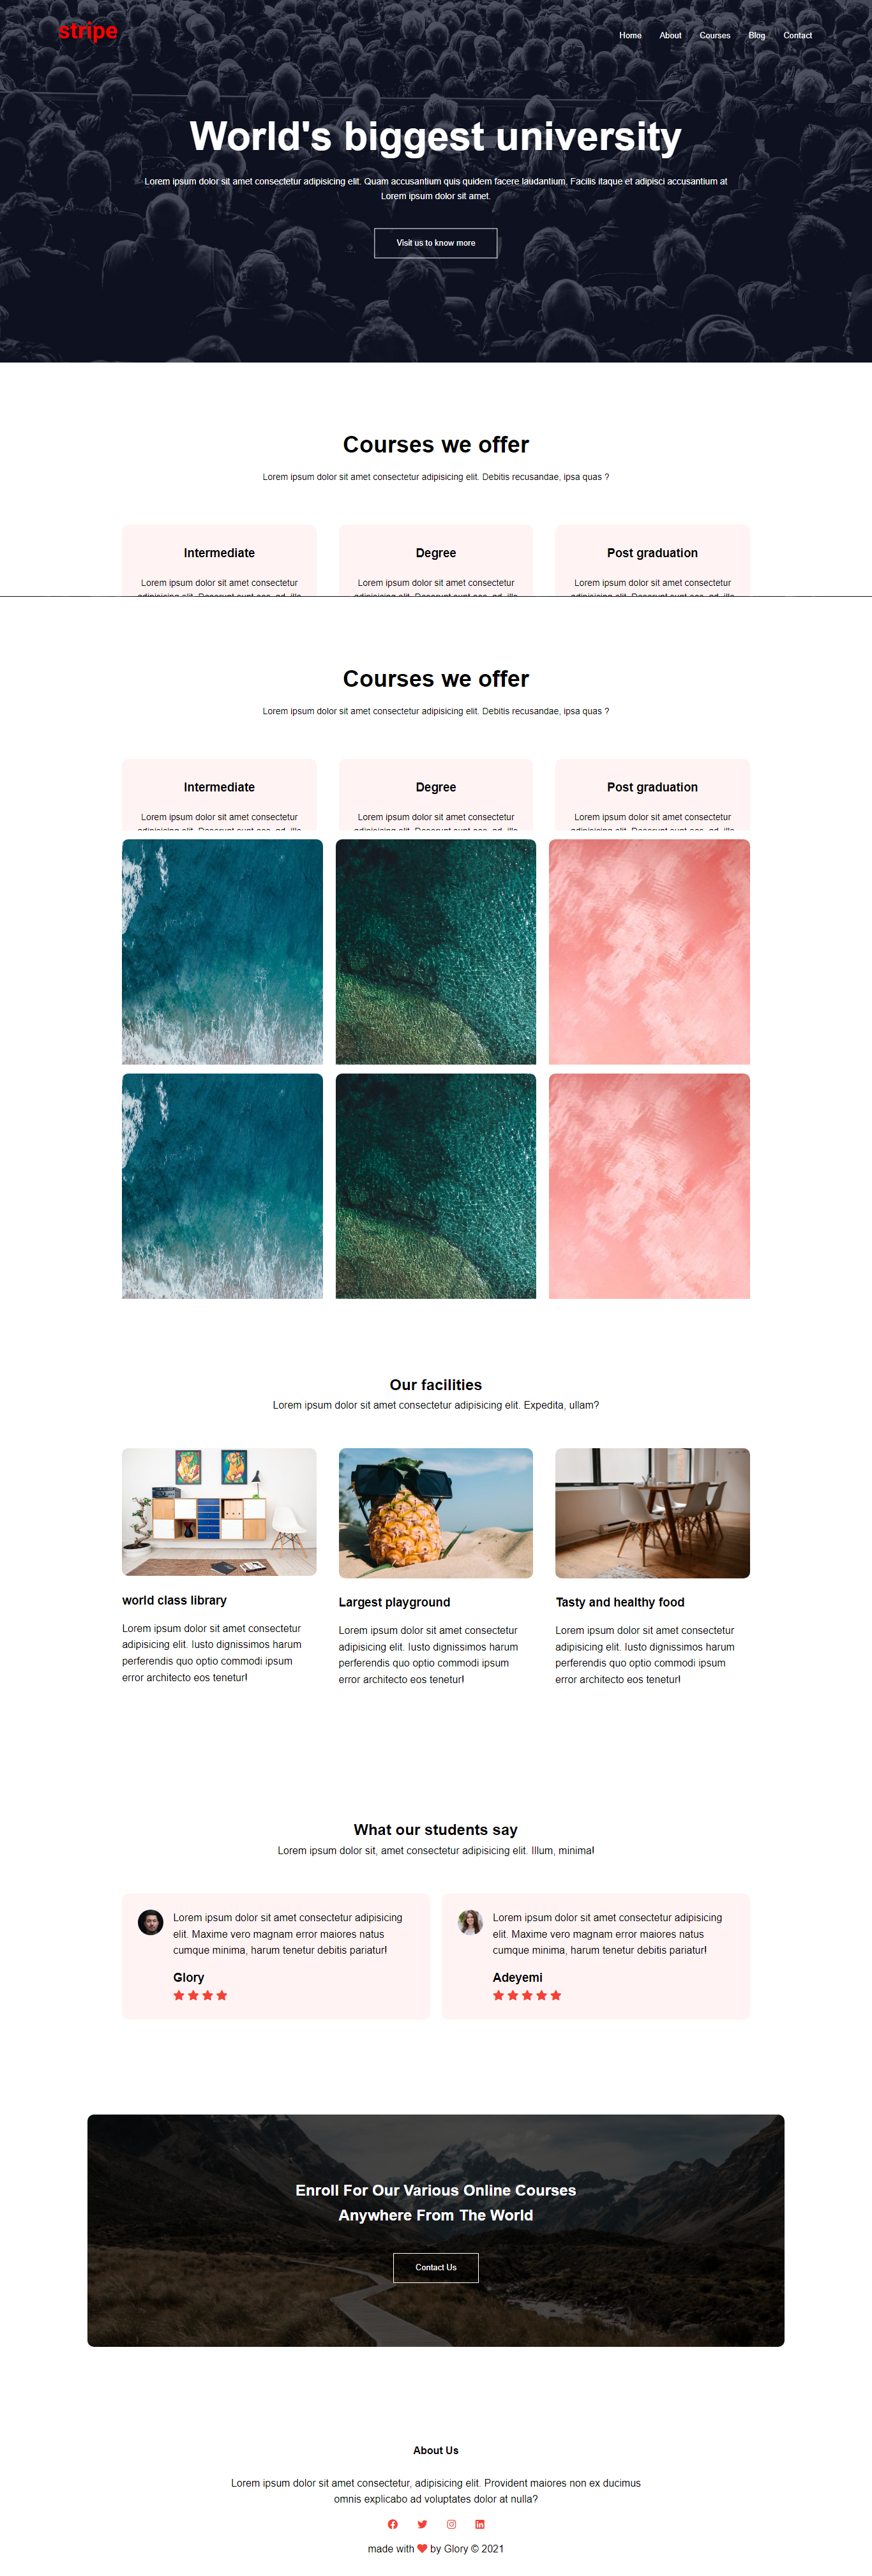 stripe
Home About Courses Blog Contact
World's biggest university
Lorem ipsum dolor sit amet consectetur adipisicing elit. Quam accusantium quis quidem facere laudantium. Facilis itaque et adipisci accusantium at
Lorem ipsum dolor sit amet.
Visit us to know more
Courses we offer
Lorem ipsum dolor sit amet consectetur adipisicing elit. Debitis recusandae, ipsa quas ?
Intermediate
Lorem ipsum dolor sit amet consectetur
Degree
Lorem ipsum dolor sit amet consectetur
Post graduation
Lorem ipsum dolor sit amet consectetur
Courses we offer
Lorem ipsum dolor sit amet consectetur adipisicing elit. Debitis recusandae, ipsa quas ?
Intermediate
Lorem ipsum dolor sit amet consectetur
Degree
Lorem ipsum dolor sit amet consectetur
Post graduation
Lorem ipsum dolor sit amet consectetur
Our facilities
Lorem ipsum dolor sit amet consectetur adipisicing elit. Expedita, ullam?
world class library
Lorem ipsum dolor sit amet consectetur
adipisicing elit. Iusto dignissimos harum
perferendis quo optio commodi ipsum
error architecto eos tenetur!
Largest playground
Lorem ipsum dolor sit amet consectetur
adipisicing elit. Iusto dignissimos harum
perferendis quo optio commodi ipsum
error architecto eos tenetur!
Tasty and healthy food
Lorem ipsum dolor sit amet consectetur
adipisicing elit. Iusto dignissimos harum
perferendis quo optio commodi ipsum
error architecto eos tenetur!
What our students say
Lorem ipsum dolor sit, amet consectetur adipisicing elit. Illum, minima!
Lorem ipsum dolor sit amet consectetur adipisicing
elit. Maxime vero magnam error maiores natus
cumque minima, harum tenetur debitis pariatur!
Glory
Lorem ipsum dolor sit amet consectetur adipisicing
elit. Maxime vero magnam error maiores natus
cumque minima, harum tenetur debitis pariatur!
Adeyemi
Enroll For Our Various Online Courses
Anywhere From The World
Contact Us
About Us
Lorem ipsum dolor sit amet consectetur, adipisicing elit. Provident maiores non ex ducimus
omnis explicabo ad voluptates dolor at nulla?
made with ❤ by Glory © 2021